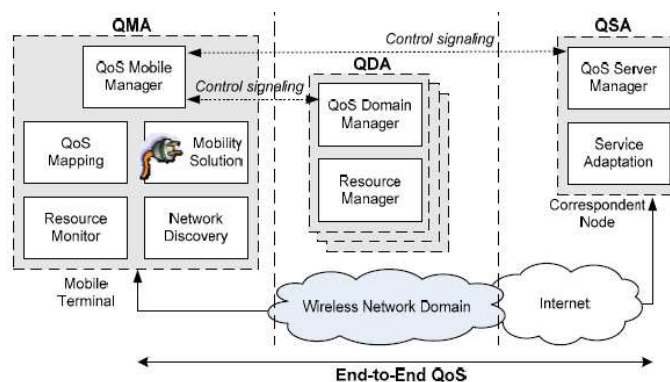 QMA
QSA
Control signaling
QoS Mobile
Manager
Control signaling
QDA
QoS Server
Manager
QoS Domain
Manager
QoS
Mapping
Mobility
Solution
Service
Adaptation
Resource
Manager
Resource
Monitor
Network
Discovery
Correspondent
Node
Mobile
Terminal
Wireless Network Domain
Internet
End-to-End QoS